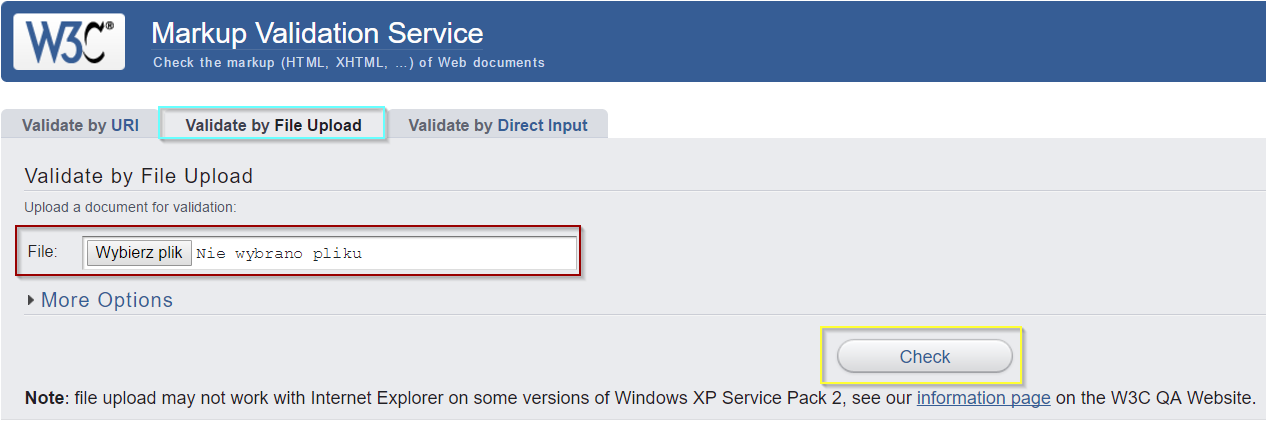 W3C®
Markup Validation Service
Check the markup (HTML, XHTML, …) of Web documents
Validate by URI
Validate by File Upload
Validate by Direct Input
Validate by File Upload
Upload a document for validation:
File: Wybierz plik Nie wybrano pliku
More Options
Check
Note: file upload may not work with Internet Explorer on some versions of Windows XP Service Pack 2, see our information page on the W3C QA Website.